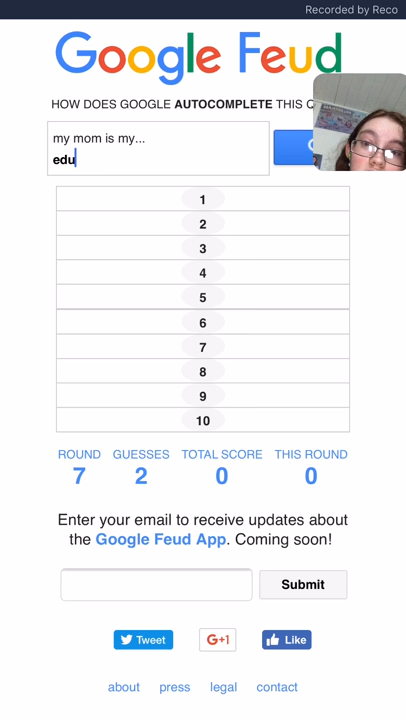 Recorded by Reco
Google Feud
HOW DOES GOOGLE AUTOCOMPLETE THIS
my mom is my...
edu
1
2
3
4
5
6
7
8
9
10
ROUND GUESSES TOTAL SCORE THIS ROUND
7 2 0 0
Enter your email to receive updates about
the Google Feud App. Coming soon!
Submit
Tweet G+1 Like
about press legal contact